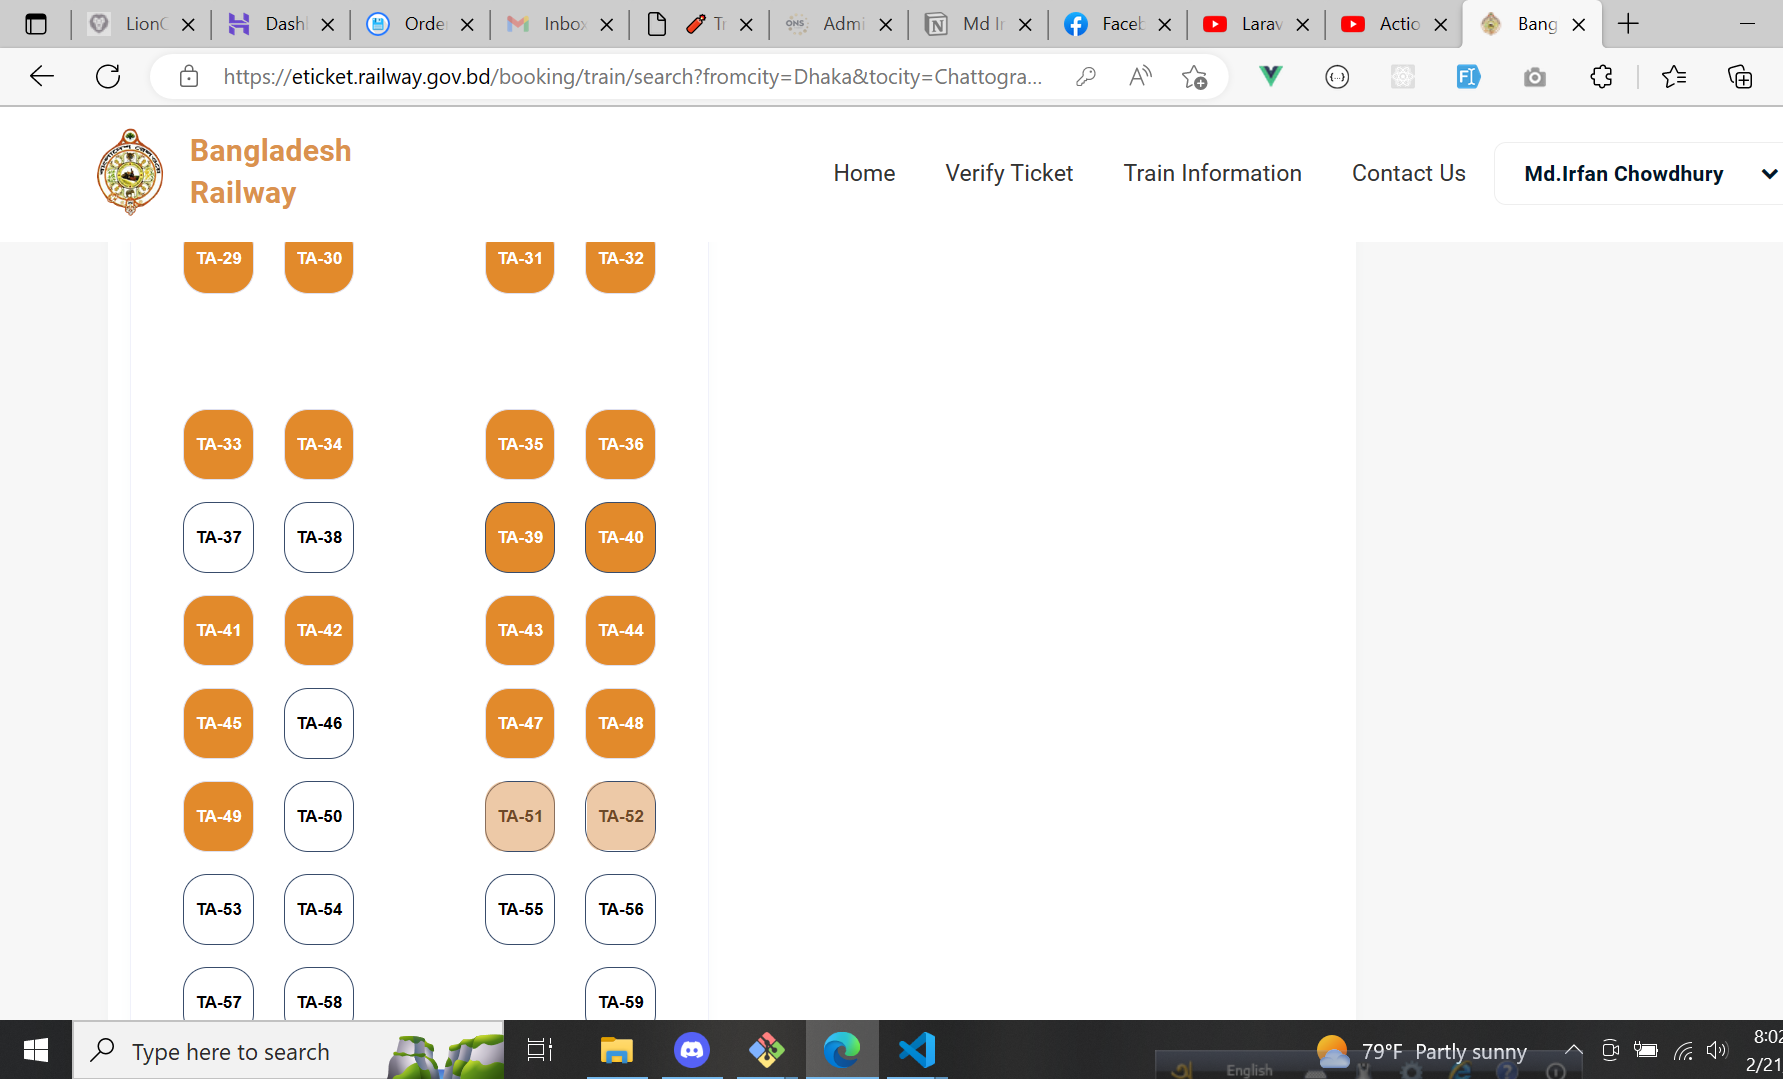 LionC
Dash
Orde
Inbox
Tr
ONS
Admi
Md Ir
Faceb
Larav
Actio
Bang
https://eticket.railway.gov.bd/booking/train/search?fromcity=Dhaka&tocity=Chattogra...
Bangladesh
Railway
Home
Verify Ticket
Train Information
Contact Us
Md.Irfan Chowdhury
TA-29 TA-30 TA-31 TA-32
TA-33 TA-34 TA-35 TA-36
TA-37 TA-38 TA-39 TA-40
TA-41 TA-42 TA-43 TA-44
TA-45 TA-46 TA-47 TA-48
TA-49 TA-50 TA-51 TA-52
TA-53 TA-54 TA-55 TA-56
TA-57 TA-58 TA-59
Type here to search
79°F Partly sunny
English
8:02
2/21